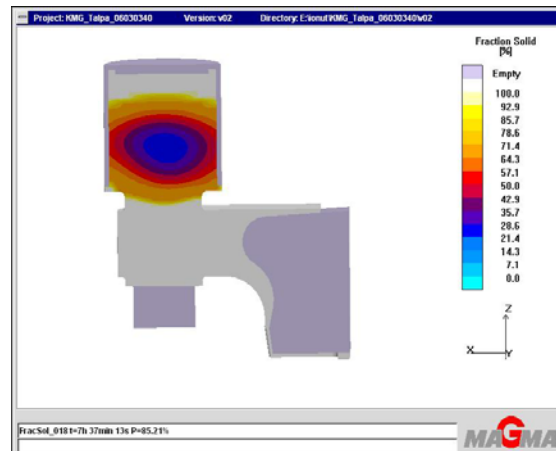 Project: KMG_Talpa_06030340 Version: v02 Directory: E:\ionut\KMG_Talpa_06030340\v02
Fraction Solid
[%]
Empty
100.0
92.9
85.7
78.6
71.4
64.3
57.1
50.0
42.9
35.7
28.6
21.4
14.3
7.1
0.0
Z
X
Y
FracSol_018 t=7h 37min 13s P=85.21%
MAGMA